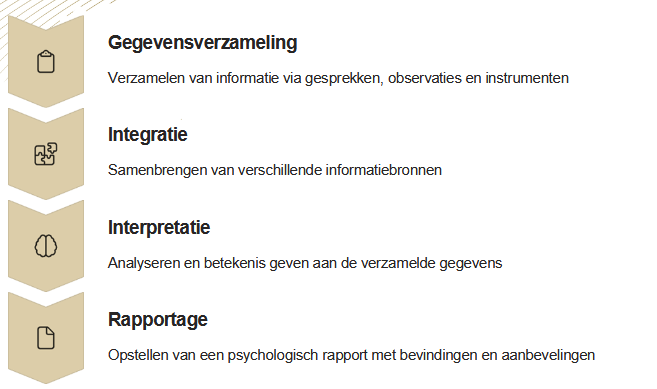 Gegevensverzameling
Verzamelen van informatie via gesprekken, observaties en instrumenten
Integratie
Samenbrengen van verschillende informatiebronnen
Interpretatie
Analyseren en betekenis geven aan de verzamelde gegevens
Rapportage
Opstellen van een psychologisch rapport met bevindingen en aanbevelingen